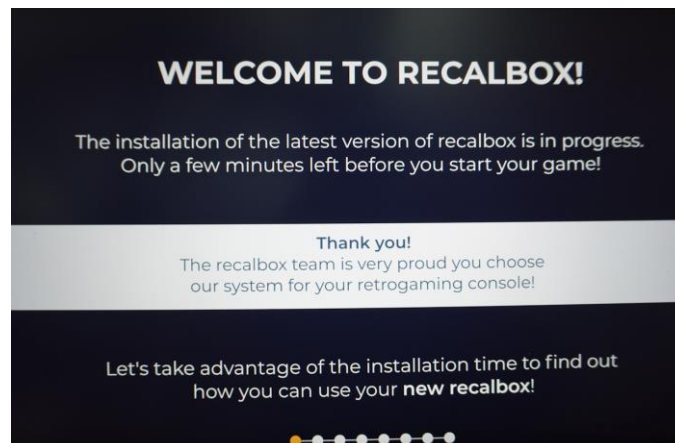 WELCOME TO RECALBOX!
The installation of the latest version of recalbox is in progress.
Only a few minutes left before you start your game!
Thank you!
The recalbox team is very proud you choose
our system for your retrogaming console!
Let's take advantage of the installation time to find out
how you can use your new recalbox!